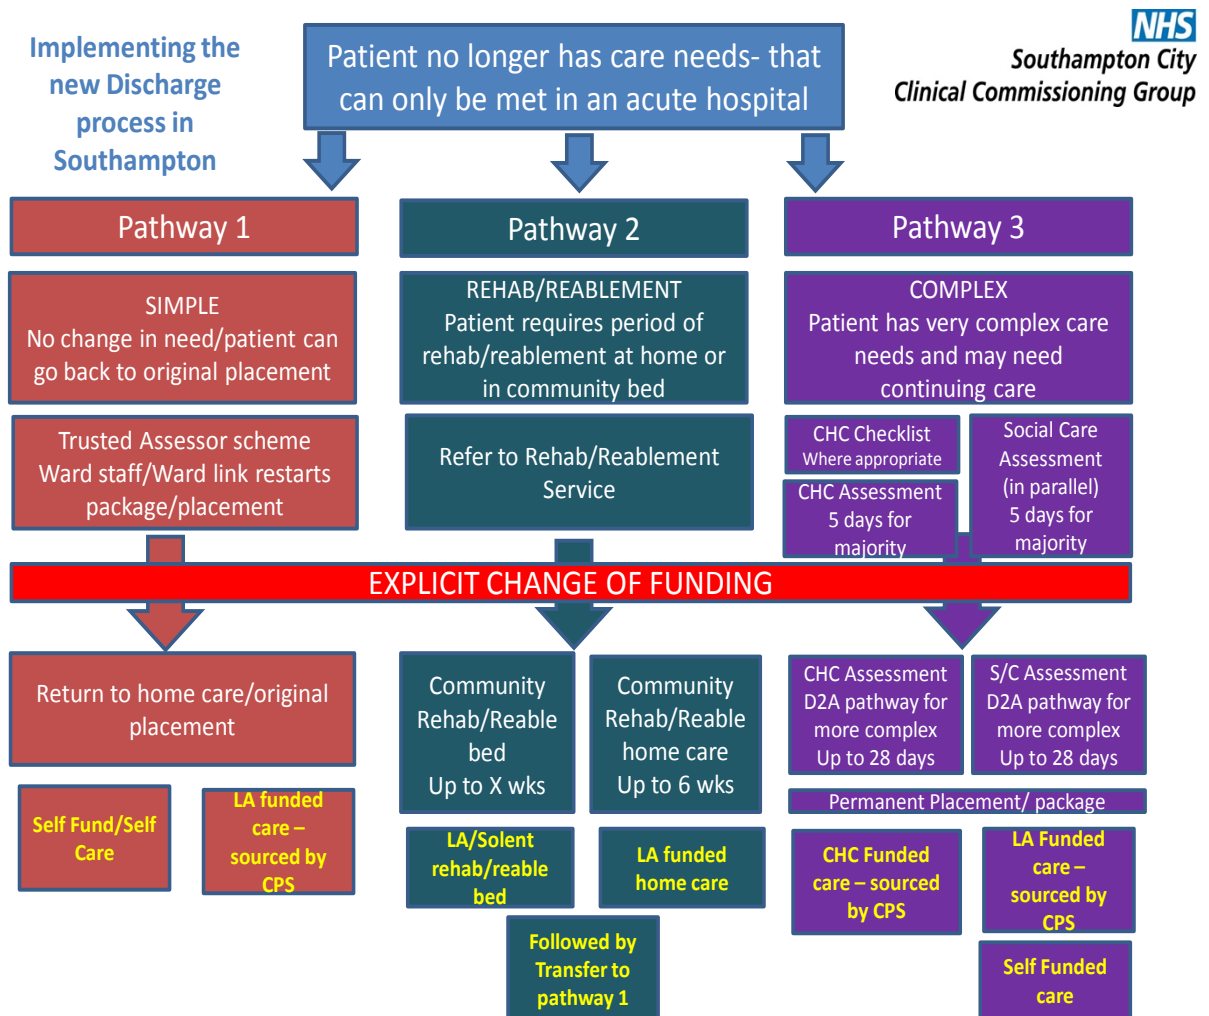 Implementing the
new Discharge
process in
Southampton
Patient no longer has care needs- that
can only be met in an acute hospital
NHS
Southampton City
Clinical Commissioning Group
Pathway 1
Pathway 2
Pathway 3
SIMPLE
No change in need/patient can
go back to original placement
REHAB/REABLEMENT
Patient requires period of
rehab/reablement at home or
in community bed
COMPLEX
Patient has very complex care
needs and may need
continuing care
Trusted Assessor scheme
Ward staff/Ward link restarts
package/placement
Refer to Rehab/Reablement
Service
CHC Checklist
Where appropriate
CHC Assessment
5 days for
majority
Social Care
Assessment
(in parallel)
5 days for
majority
EXPLICIT CHANGE OF FUNDING
Return to home care/original
placement
Community
Rehab/Reable
bed
Up to X wks
Community
Rehab/Reable
home care
Up to 6 wks
CHC Assessment
D2A pathway for
more complex
Up to 28 days
S/C Assessment
D2A pathway for
more complex
Up to 28 days
Permanent Placement/ package
Self Fund/Self
Care
LA funded
care –
sourced by
CPS
LA/Solent
rehab/reable
bed
LA funded
home care
CHC Funded
care – sourced
by CPS
LA Funded
care –
sourced by
CPS
Followed by
Transfer to
pathway 1
Self Funded
care